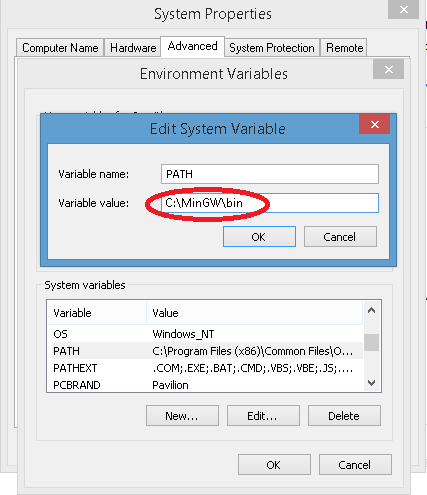 System Properties
Computer Name Hardware Advanced System Protection Remote
Environment Variables
Edit System Variable
Variable name: PATH
Variable value: C:\MinGW\bin
OK Cancel
System variables
Variable Value
OS Windows_NT
PATH C:\Program Files (x86)\Common Files\O...
PATHEXT .COM;.EXE;.BAT;.CMD;.VBS;.VBE;.JS;....
PCBRAND Pavilion
New... Edit... Delete
OK Cancel